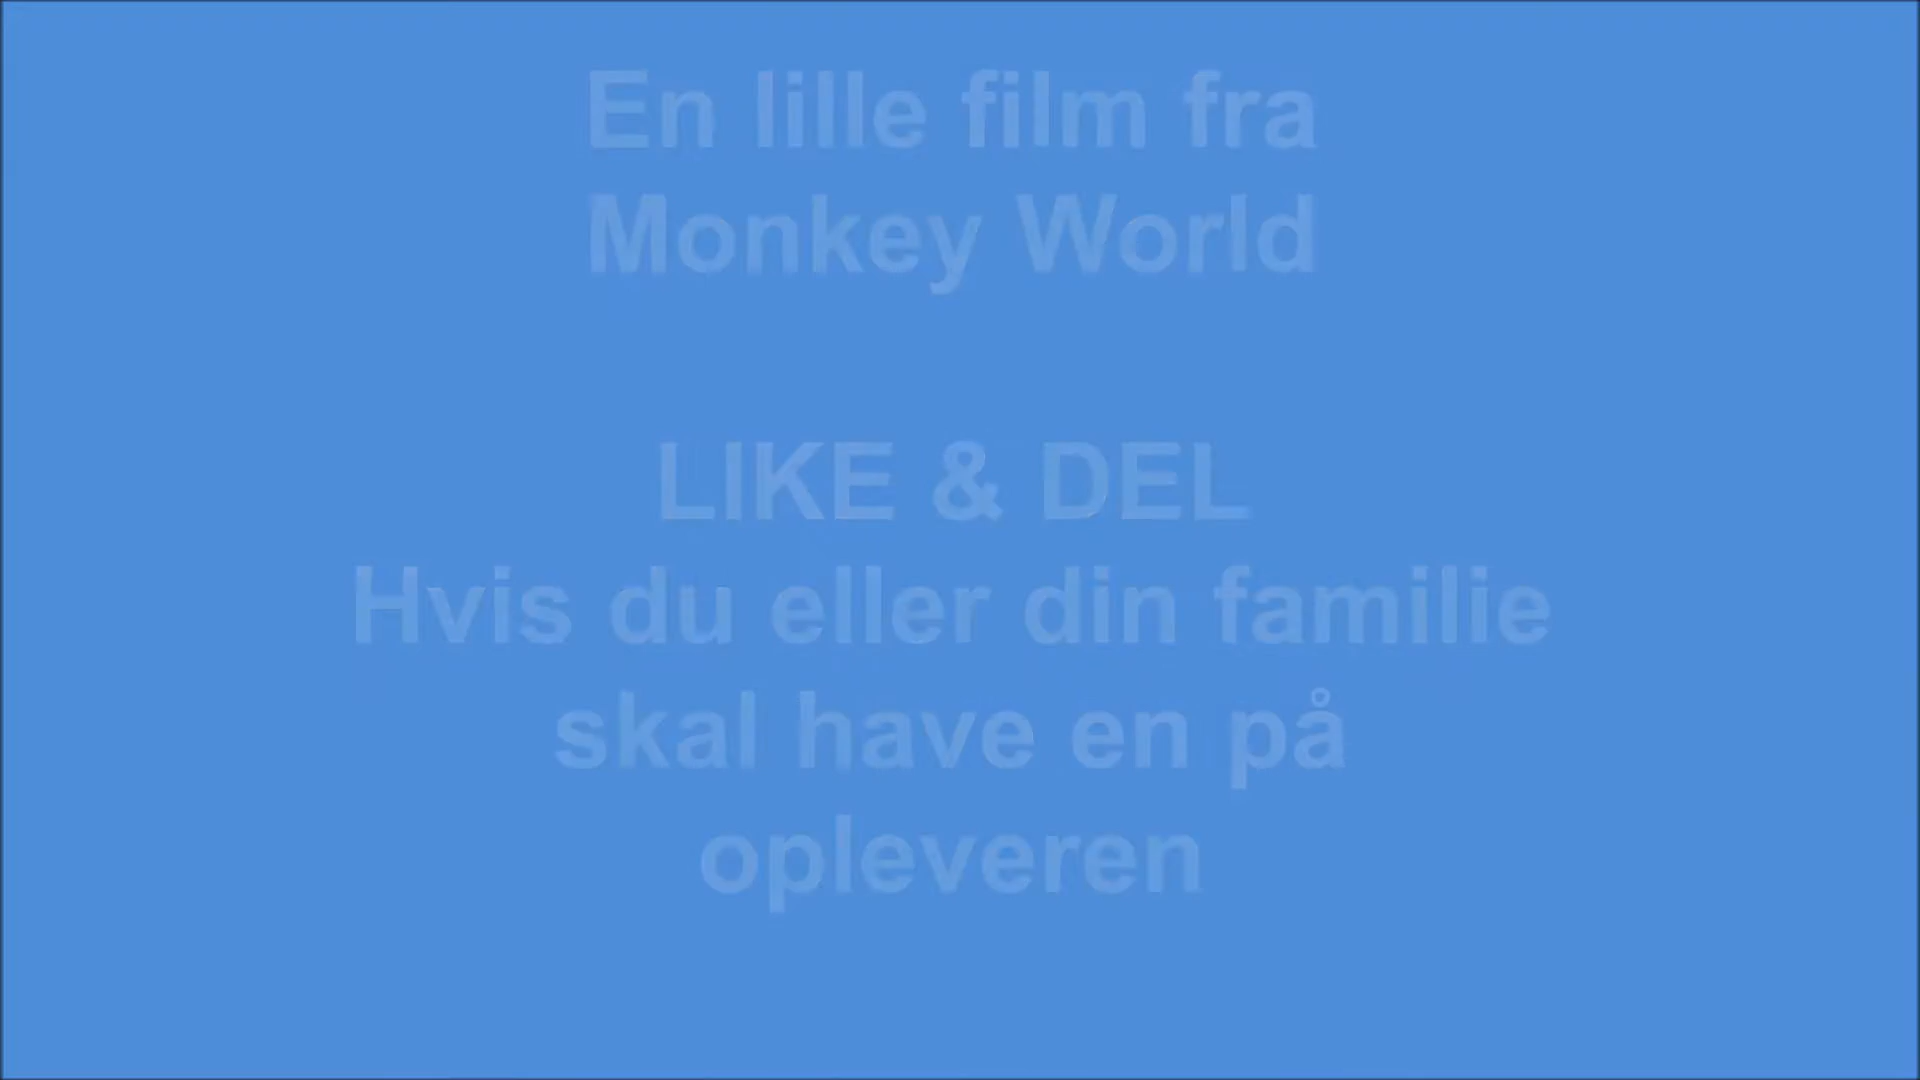 En lille film fra
Monkey World
LIKE & DEL
Hvis du eller din familie
skal have en på
opleveren